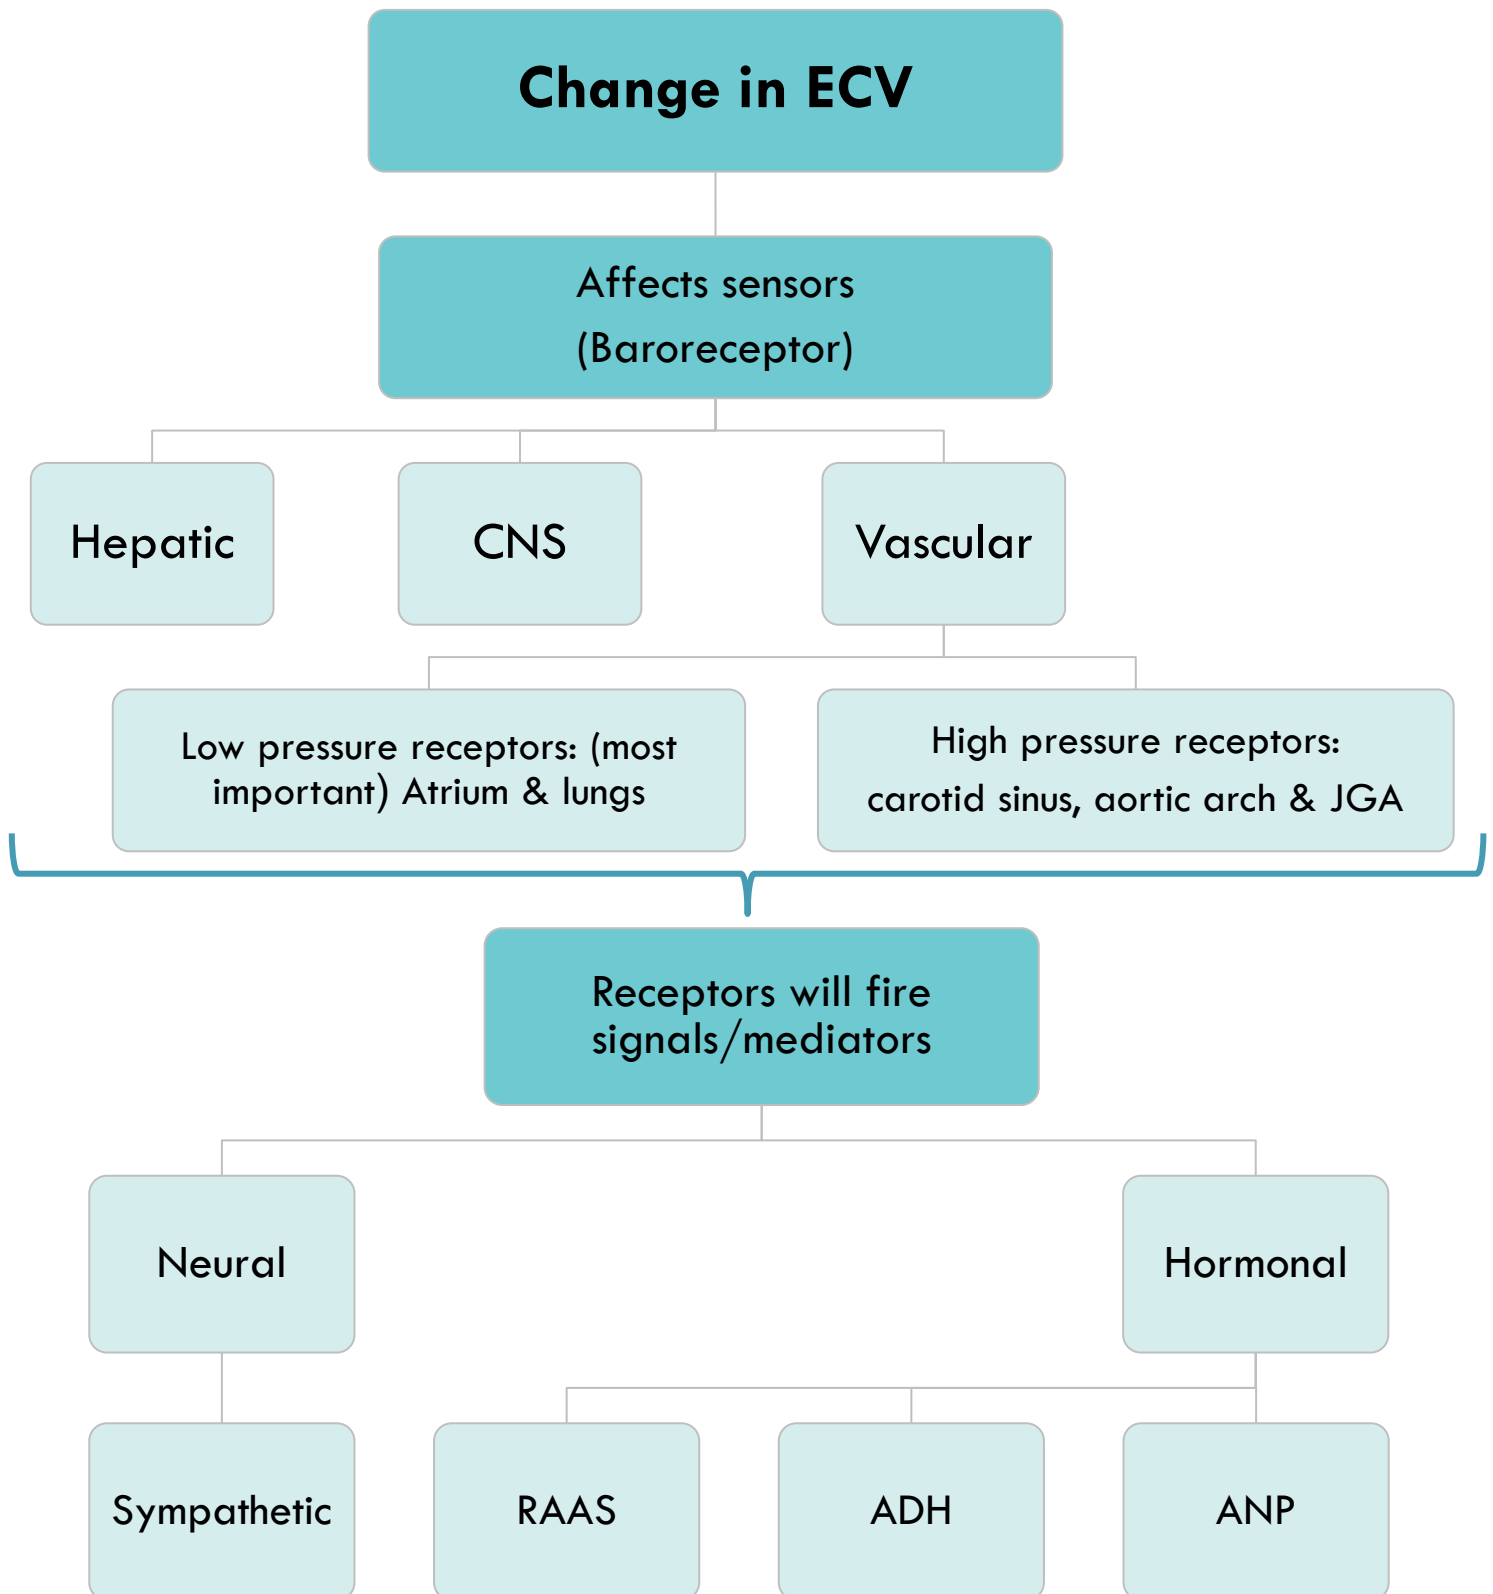 Change in ECV
Affects sensors
(Baroreceptor)
Hepatic
CNS
Vascular
Low pressure receptors: (most
important) Atrium & lungs
High pressure receptors:
carotid sinus, aortic arch & JGA
Receptors will fire
signals/mediators
Neural
Hormonal
Sympathetic
RAAS
ADH
ANP